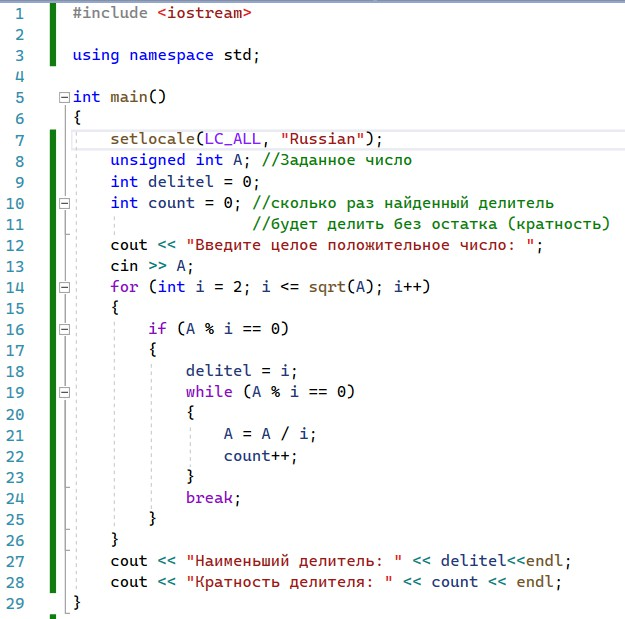 1 #include <iostream>
2
3 using namespace std;
4
5 int main()
6 {
7 setlocale(LC_ALL, "Russian");
8 unsigned int A; //Заданное число
9 int delitel = 0;
10 int count = 0; //сколько раз найденный делитель
11 //будет делить без остатка (кратность)
12 cout << "Введите целое положительное число: ";
13 cin >> A;
14 for (int i = 2; i <= sqrt(A); i++)
15 {
16 if (A % i == 0)
17 {
18 delitel = i;
19 while (A % i == 0)
20 {
21 A = A / i;
22 count++;
23 }
24 break;
25 }
26 }
27 cout << "Наименьший делитель: " << delitel<<endl;
28 cout << "Кратность делителя: " << count << endl;
29 }